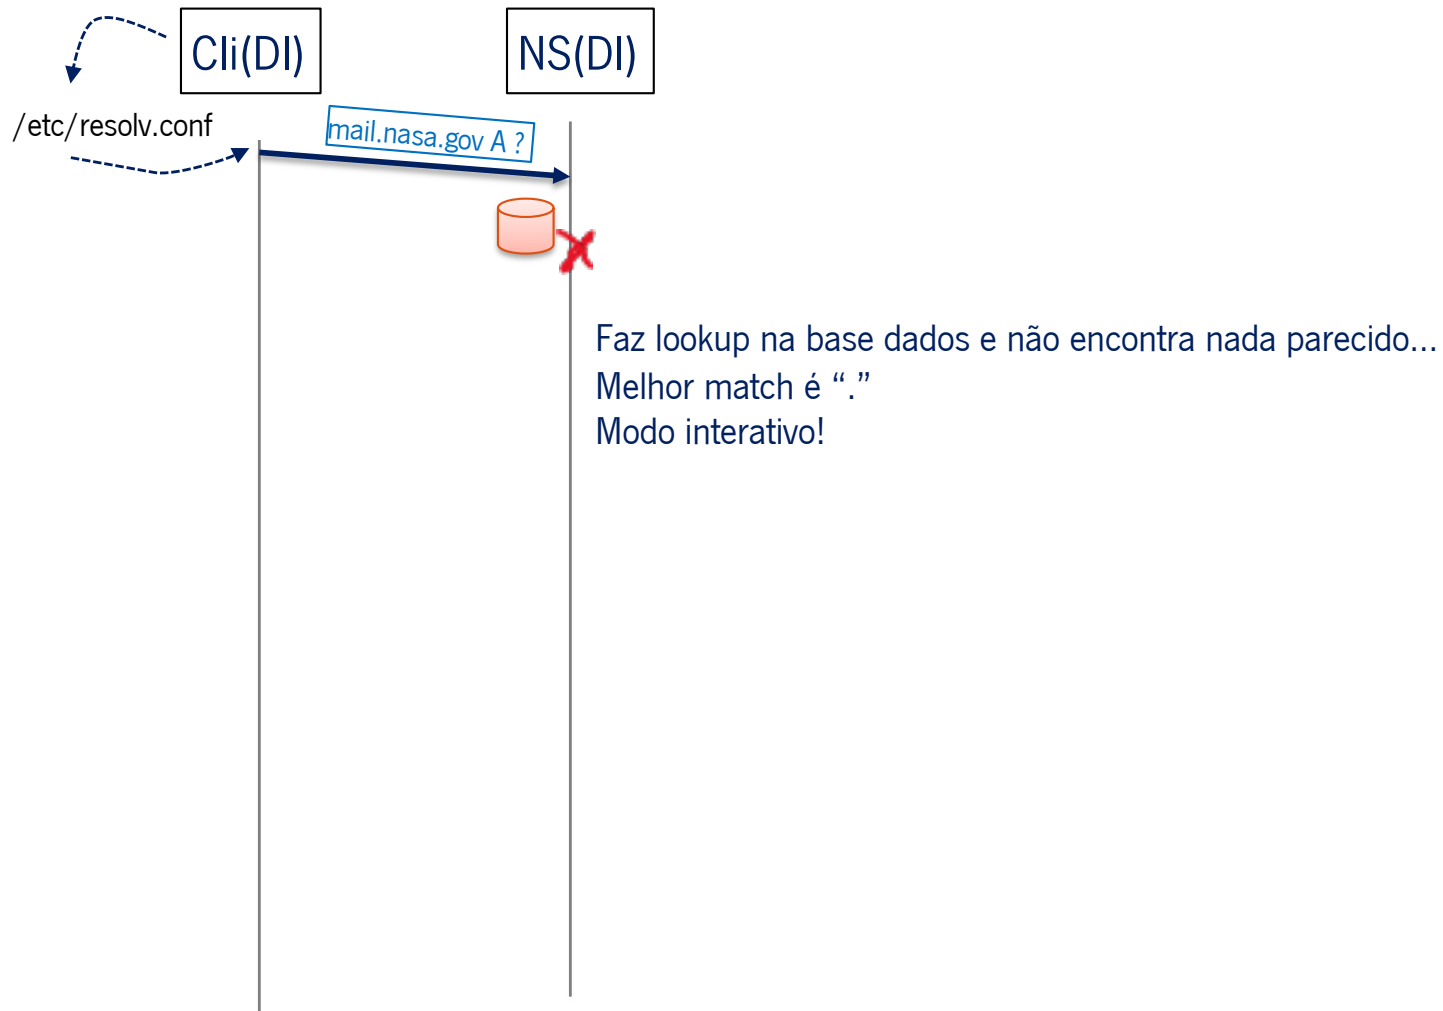 Cli(DI)
NS(DI)
/etc/resolv.conf
mail.nasa.gov A ?
Faz lookup na base dados e não encontra nada parecido...
Melhor match é “.”
Modo interativo!